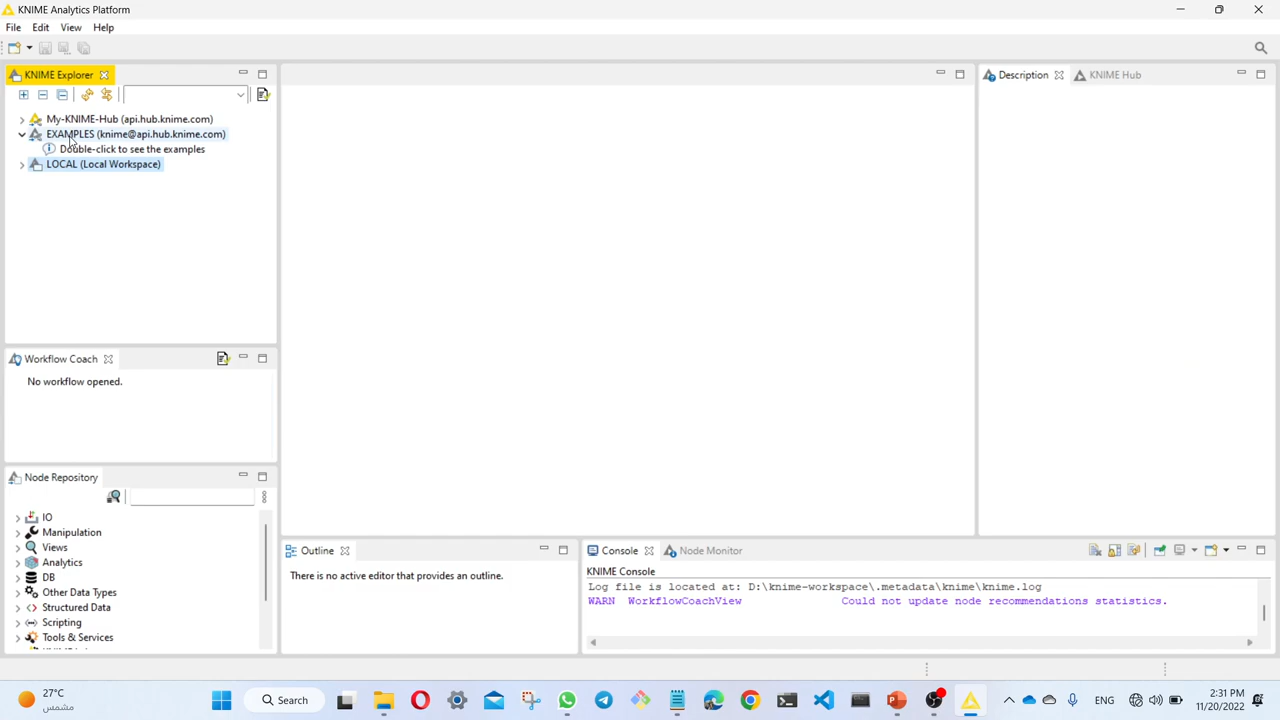 KNIME Analytics Platform
File Edit View Help
KNIME Explorer
My-KNIME-Hub (api.hub.knime.com)
EXAMPLES (knime@api.hub.knime.com)
Double-click to see the examples
LOCAL (Local Workspace)
Workflow Coach
No workflow opened.
Node Repository
IO
Manipulation
Views
Analytics
DB
Other Data Types
Structured Data
Scripting
Tools & Services
Outline
There is no active editor that provides an outline.
Console Node Monitor
KNIME Console
Log file is located at: D:\knime-workspace\.metadata\knime\knime.log
WARN WorkflowCoachView Could not update node recommendations statistics.
Description KNIME Hub
27°C
مشمس
Search
ENG
2:31 PM
11/20/2022